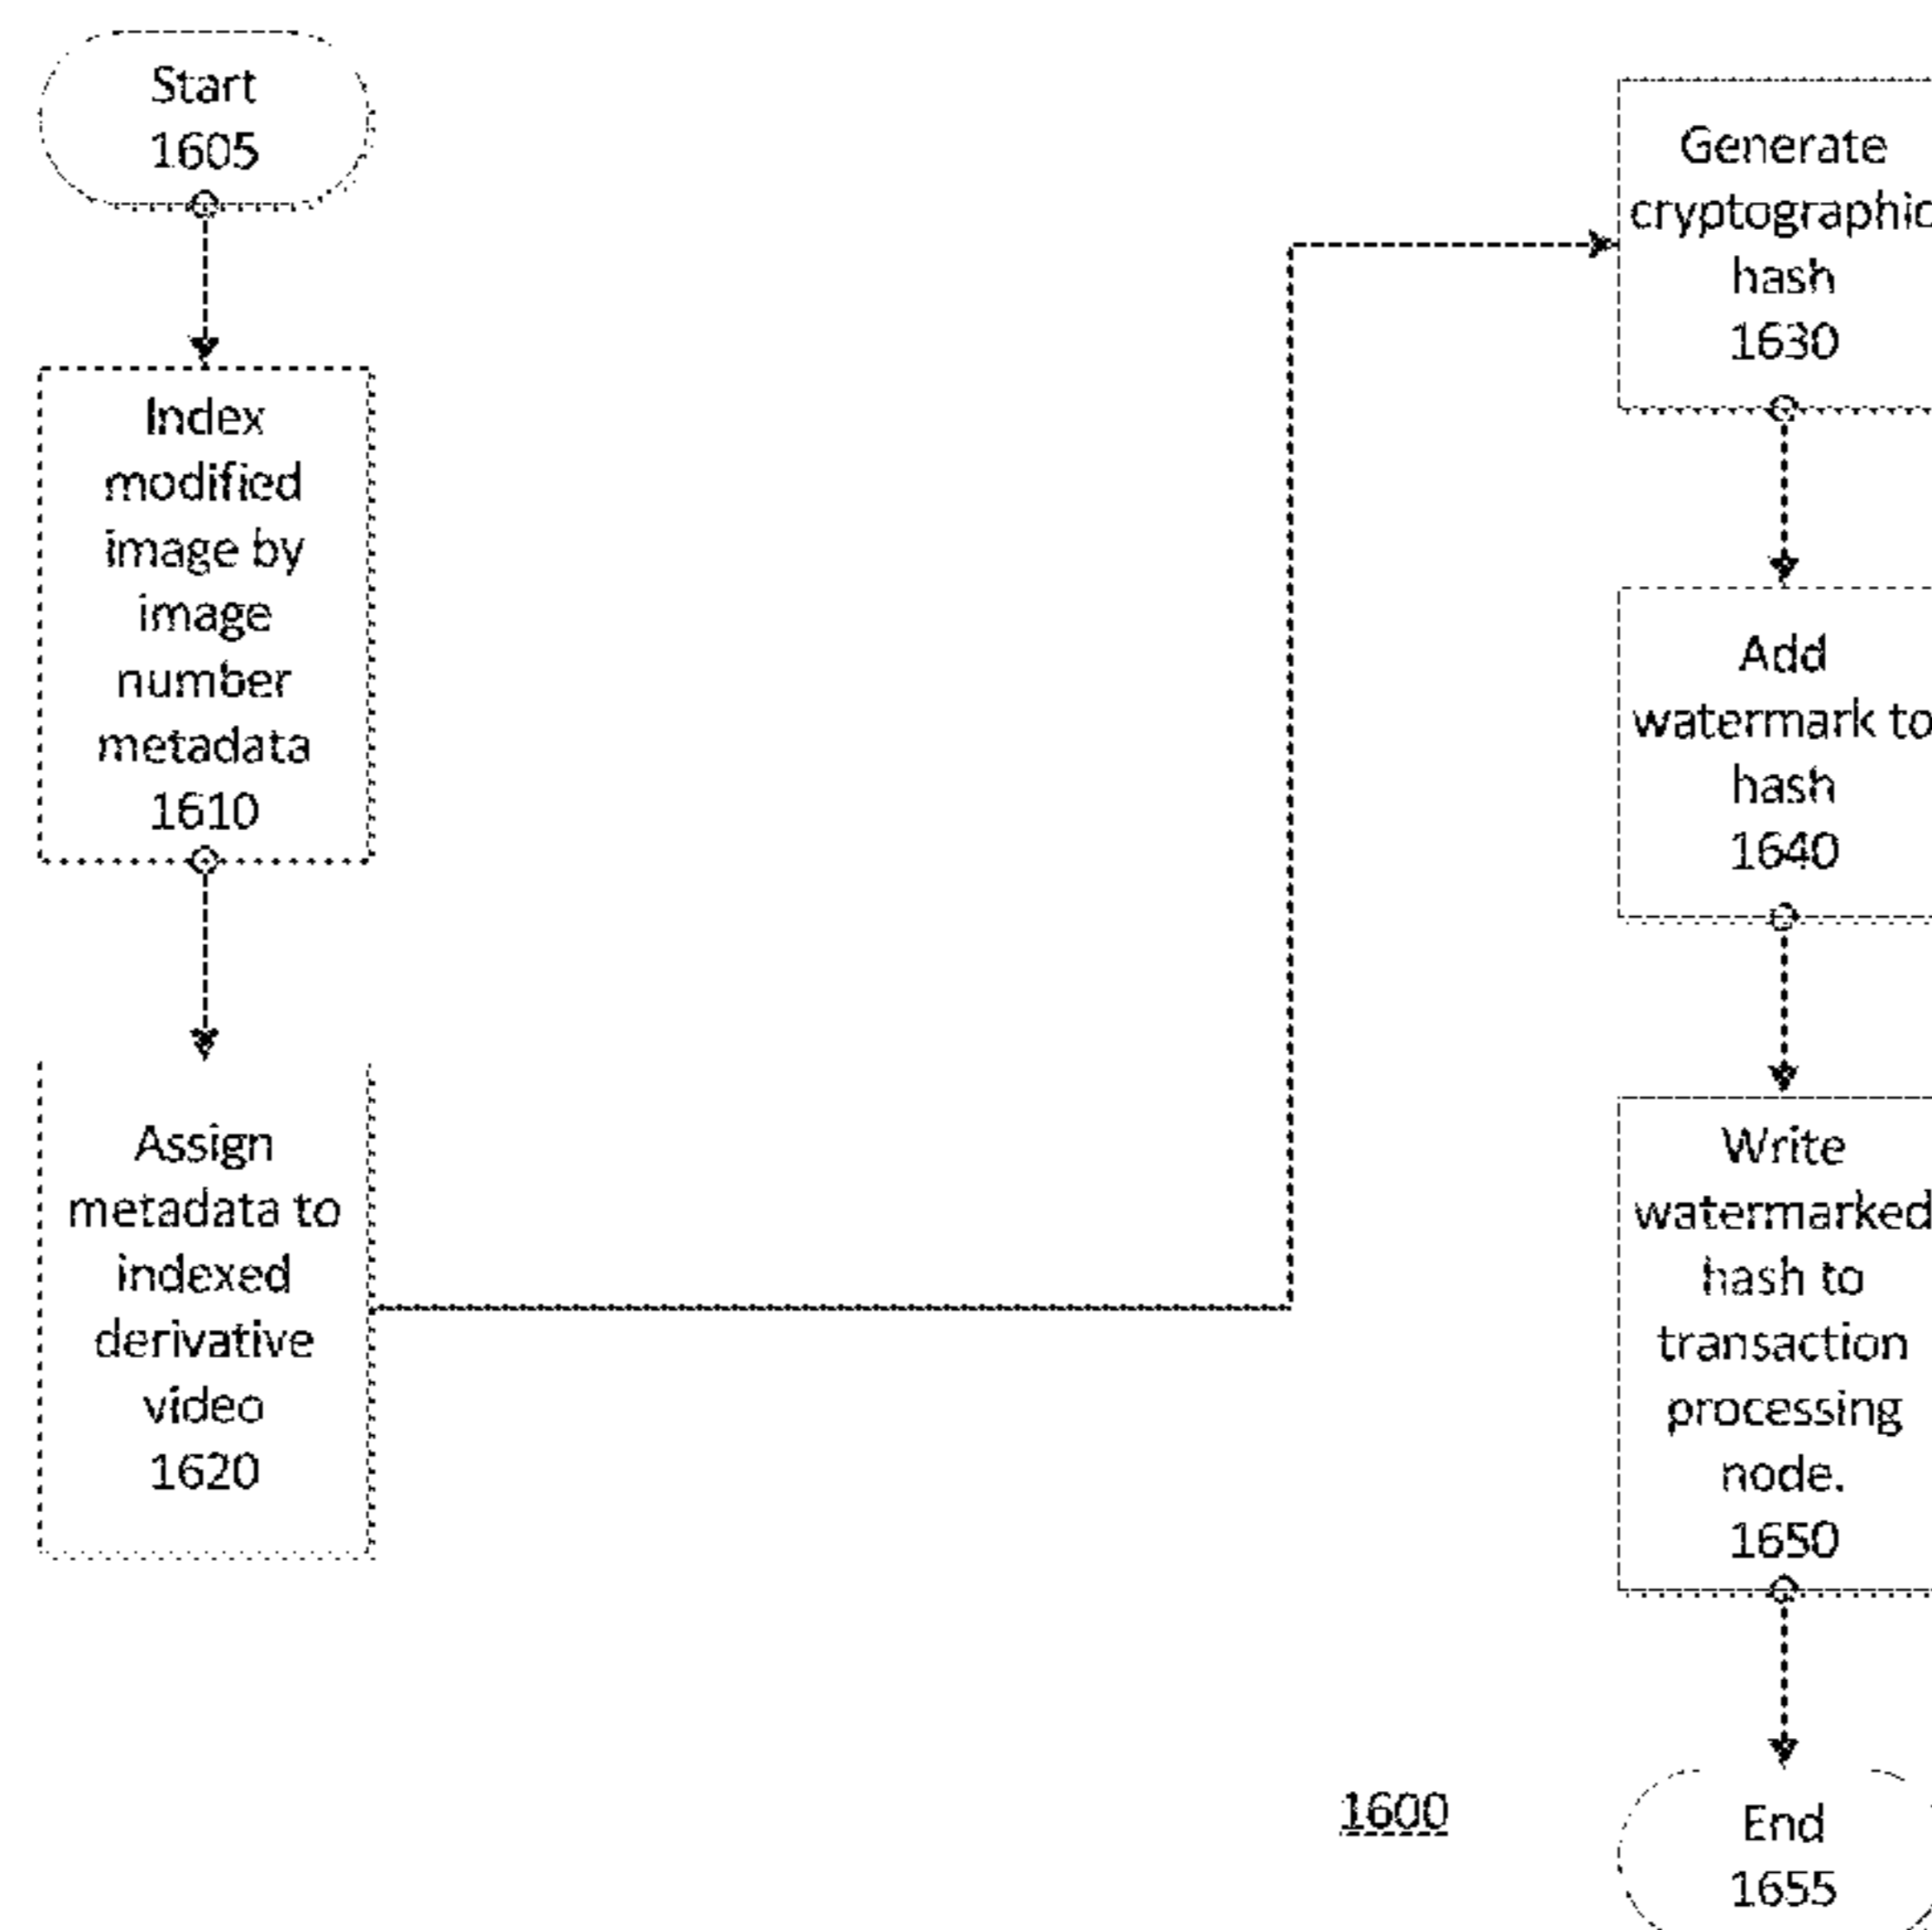 Start
1605
Index
modified
image by
image
number
metadata
1610
Assign
metadata to
indexed
derivative
video
1620
Generate
cryptographic
hash
1630
Add
watermark to
hash
1640
Write
watermarked
hash to
transaction
processing
node.
1650
End
1655
1600